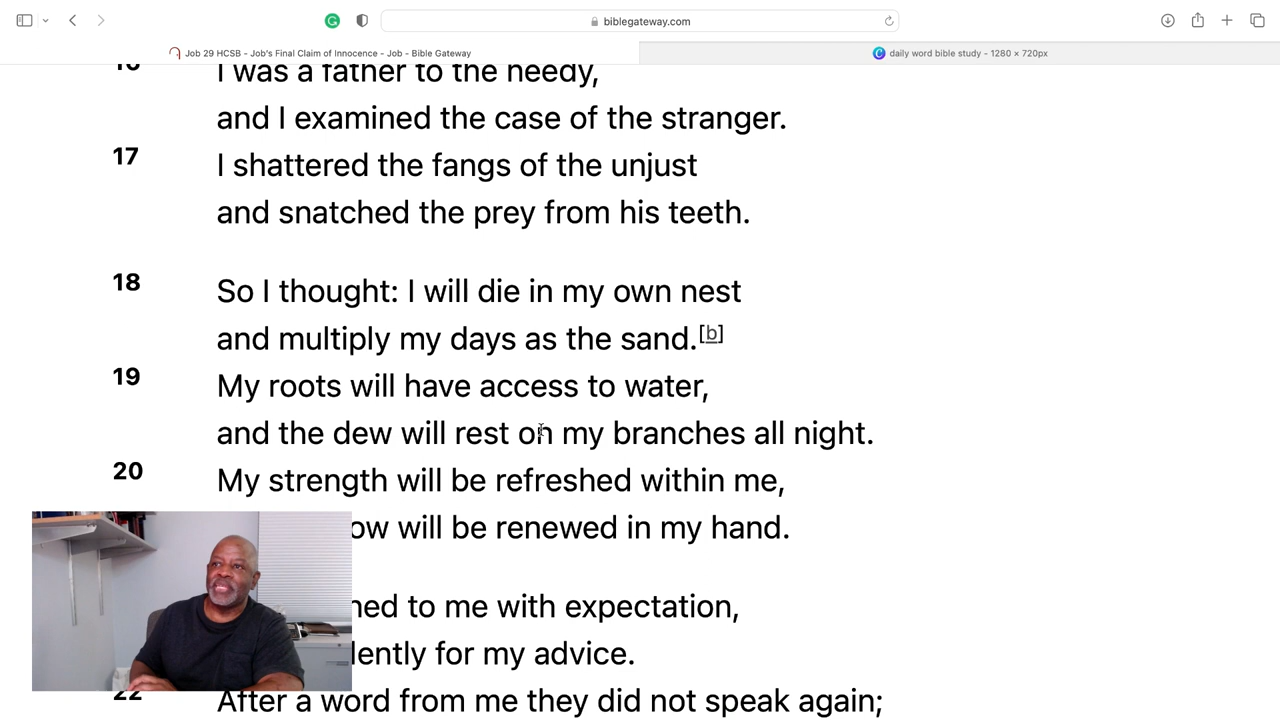 biblegateway.com
Job 29 HCSB - Job's Final Claim of Innocence - Job - Bible Gateway
daily word bible study - 1280 × 720px
I was a father to the needy,
and I examined the case of the stranger.
17 I shattered the fangs of the unjust
and snatched the prey from his teeth.
18 So I thought: I will die in my own nest
and multiply my days as the sand.[b]
19 My roots will have access to water,
and the dew will rest on my branches all night.
20 My strength will be refreshed within me,
will be renewed in my hand.
to me with expectation,
for my advice.
22 After a word from me they did not speak again;